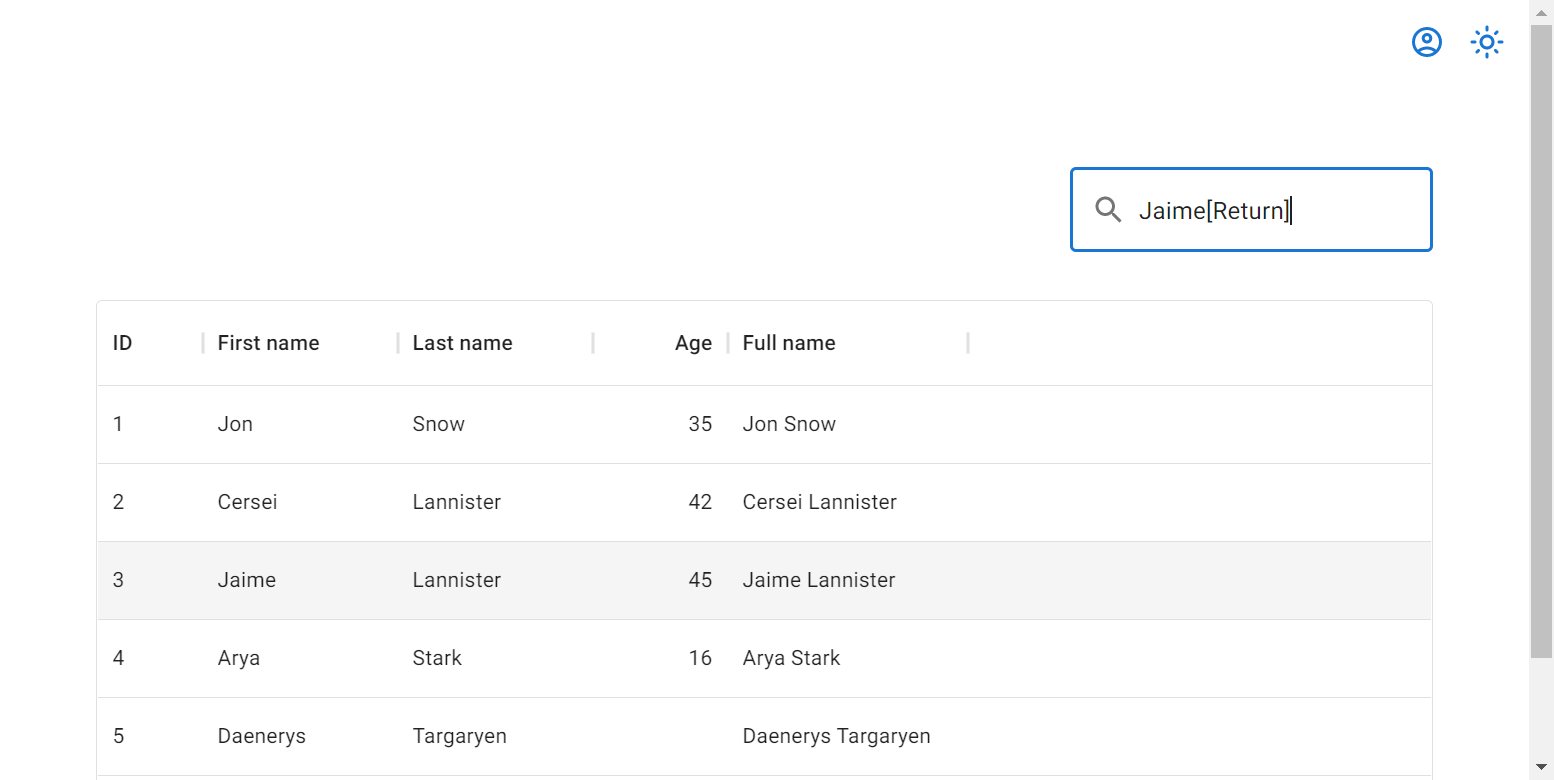 Jaime[Return]
ID First name Last name Age Full name
1 Jon Snow 35 Jon Snow
2 Cersei Lannister 42 Cersei Lannister
3 Jaime Lannister 45 Jaime Lannister
4 Arya Stark 16 Arya Stark
5 Daenerys Targaryen Daenerys Targaryen